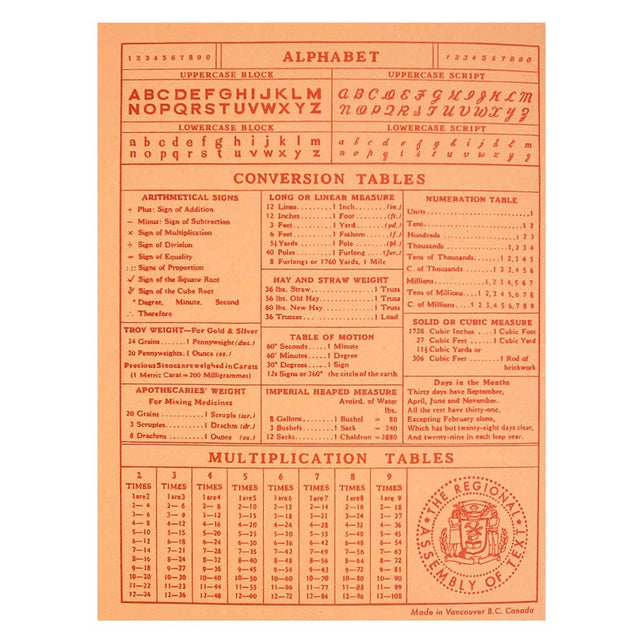 1 2 3 4 5 6 7 8 9 0
ALPHABET
1 2 3 4 5 6 7 8 9 0
UPPERCASE BLOCK
ABCDEFGHIJKLM
NOPQRSTUVWXYZ
UPPERCASE SCRIPT
ABCDEFGHIJKLM
NOPQRSTUVWXYZ
LOWERCASE BLOCK
a b c d e f g h i j k l m
n o p q r s t u v w x y z
LOWERCASE SCRIPT
a b c d e f g h i j k l m
n o p q r s t u v w x y z
CONVERSION TABLES
ARITHMETICAL SIGNS
+ Plus: Sign of Addition
− Minus: Sign of Subtraction
× Sign of Multiplication
÷ Sign of Division
= Sign of Equality
:: Signs of Proportion
√ Sign of the Square Root
∛ Sign of the Cube Root
° Degree, Minute, Second
∴ Therefore
TROY WEIGHT—For Gold & Silver
24 Grains.........1 Pennyweight (dwt.)
20 Pennyweights. 1 Ounce (oz.)
Precious Stones are weighed in Carats
(1 Metric Carat = 200 Milligrammes)
APOTHECARIES' WEIGHT
For Mixing Medicines
20 Grains.........1 Scruple (scr.)
3 Scruples.......1 Drachm (dr.)
8 Drachms.......1 Ounce (oz.)
LONG OR LINEAR MEASURE
12 Lines........1 Inch......(in.)
12 Inches......1 Foot......(ft.)
3 Feet..........1 Yard.....(yd.)
6 Feet..........1 Fathom....(f.)
5½ Yards......1 Pole......(pl.)
40 Poles........1 Furlong...(fur.)
8 Furlongs or 1760 Yards, 1 Mile
HAY AND STRAW WEIGHT
36 lbs. Straw..............1 Truss
56 lbs. Old Hay..........1 Truss
60 lbs. New Hay.........1 Truss
36 Trusses.................1 Load
TABLE OF MOTION
60" Seconds.....1 Minute
60' Minutes.....1 Degree
30° Degrees.....1 Sign
12s Signs or 360° the circle of the earth
IMPERIAL HEAPED MEASURE
Avoird. of Water
lbs.
8 Gallons.......1 Bushel = 80
3 Bushels.......1 Sack = 240
12 Sacks........1 Chaldron = 2880
NUMERATION TABLE
Units..............................1
Tens..............................1, 2
Hundreds......................1 2 3
Thousands................1, 2 3 4
Tens of Thousands....1 2, 3 4 5
C. of Thousands....1 2 3, 4 5 6
Millions................1, 2 3 4, 5 6 7
Tens of Millions....1 2, 3 4 5, 6 7 8
C. of Millions....1 2 3, 4 5 6, 7 8 9
SOLID OR CUBIC MEASURE
1728 Cubic Inches...1 Cubic Foot
27 Cubic Feet....1 Cubic Yard
11⅓ Cubic Yards or
306 Cubic Feet..........1 Rod of
brickwork
Days in the Months
Thirty days have September,
April, June and November.
All the rest have thirty-one,
Excepting February alone,
Which has but twenty-eight days clear,
And twenty-nine in each leap year.
MULTIPLICATION TABLES
2 3 4 5 6 7 8 9
TIMES TIMES TIMES TIMES TIMES TIMES TIMES TIMES
1 are 2 1 are 3 1 are 4 1 are 5 1 are 6 1 are 7 1 are 8 1 are 9
2—4 2—6 2—8 2—10 2—12 2—14 2—16 2—18
3—6 3—9 3—12 3—15 3—18 3—21 3—24 3—27
4—8 4—12 4—16 4—20 4—24 4—28 4—32 4—36
5—10 5—15 5—20 5—25 5—30 5—35 5—40 5—45
6—12 6—18 6—24 6—30 6—36 6—42 6—48 6—54
7—14 7—21 7—28 7—35 7—42 7—49 7—56 7—63
8—16 8—24 8—32 8—40 8—48 8—56 8—64 8—72
9—18 9—27 9—36 9—45 9—54 9—63 9—72 9—81
10—20 10—30 10—40 10—50 10—60 10—70 10—80 10—90
11—22 11—33 11—44 11—55 11—66 11—77 11—88 11—99
12—24 12—36 12—48 12—60 12—72 12—84 12—96 12—108
THE REGIONAL
ASSEMBLY OF TEXT
Made in Vancouver B.C. Canada